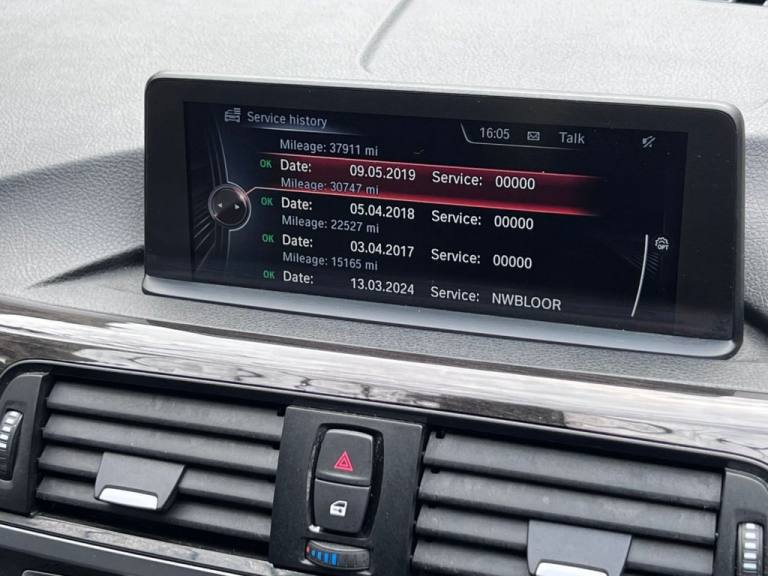 Service history
16:05 Talk
Mileage: 37911 mi
OK Date: 09.05.2019 Service: 00000
Mileage: 30747 mi
OK Date: 05.04.2018 Service: 00000
Mileage: 22527 mi
OK Date: 03.04.2017 Service: 00000
Mileage: 15165 mi
OK Date: 13.03.2024 Service: NWBLOOR
OPT